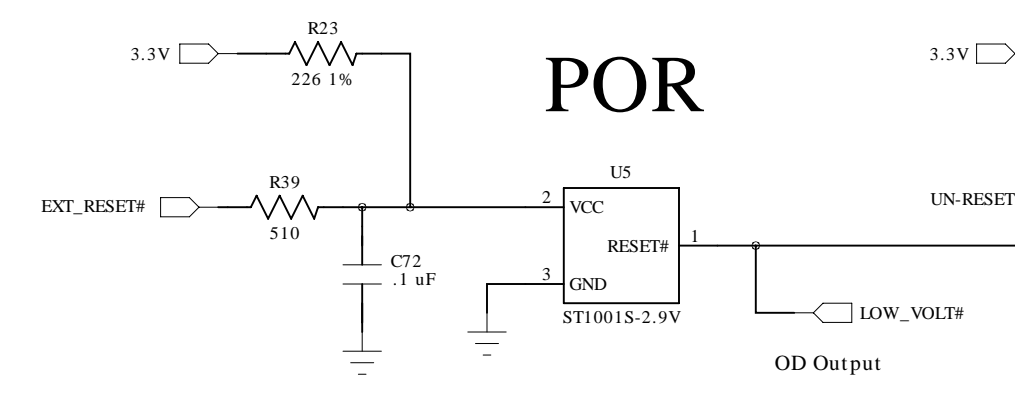 R23
3.3V
226 1%
POR
3.3V
R39
EXT_RESET#
510
U5
2
VCC
UN-RESET
RESET#
1
C72
.1 uF
3
GND
ST1001S-2.9V
LOW_VOLT#
OD Output